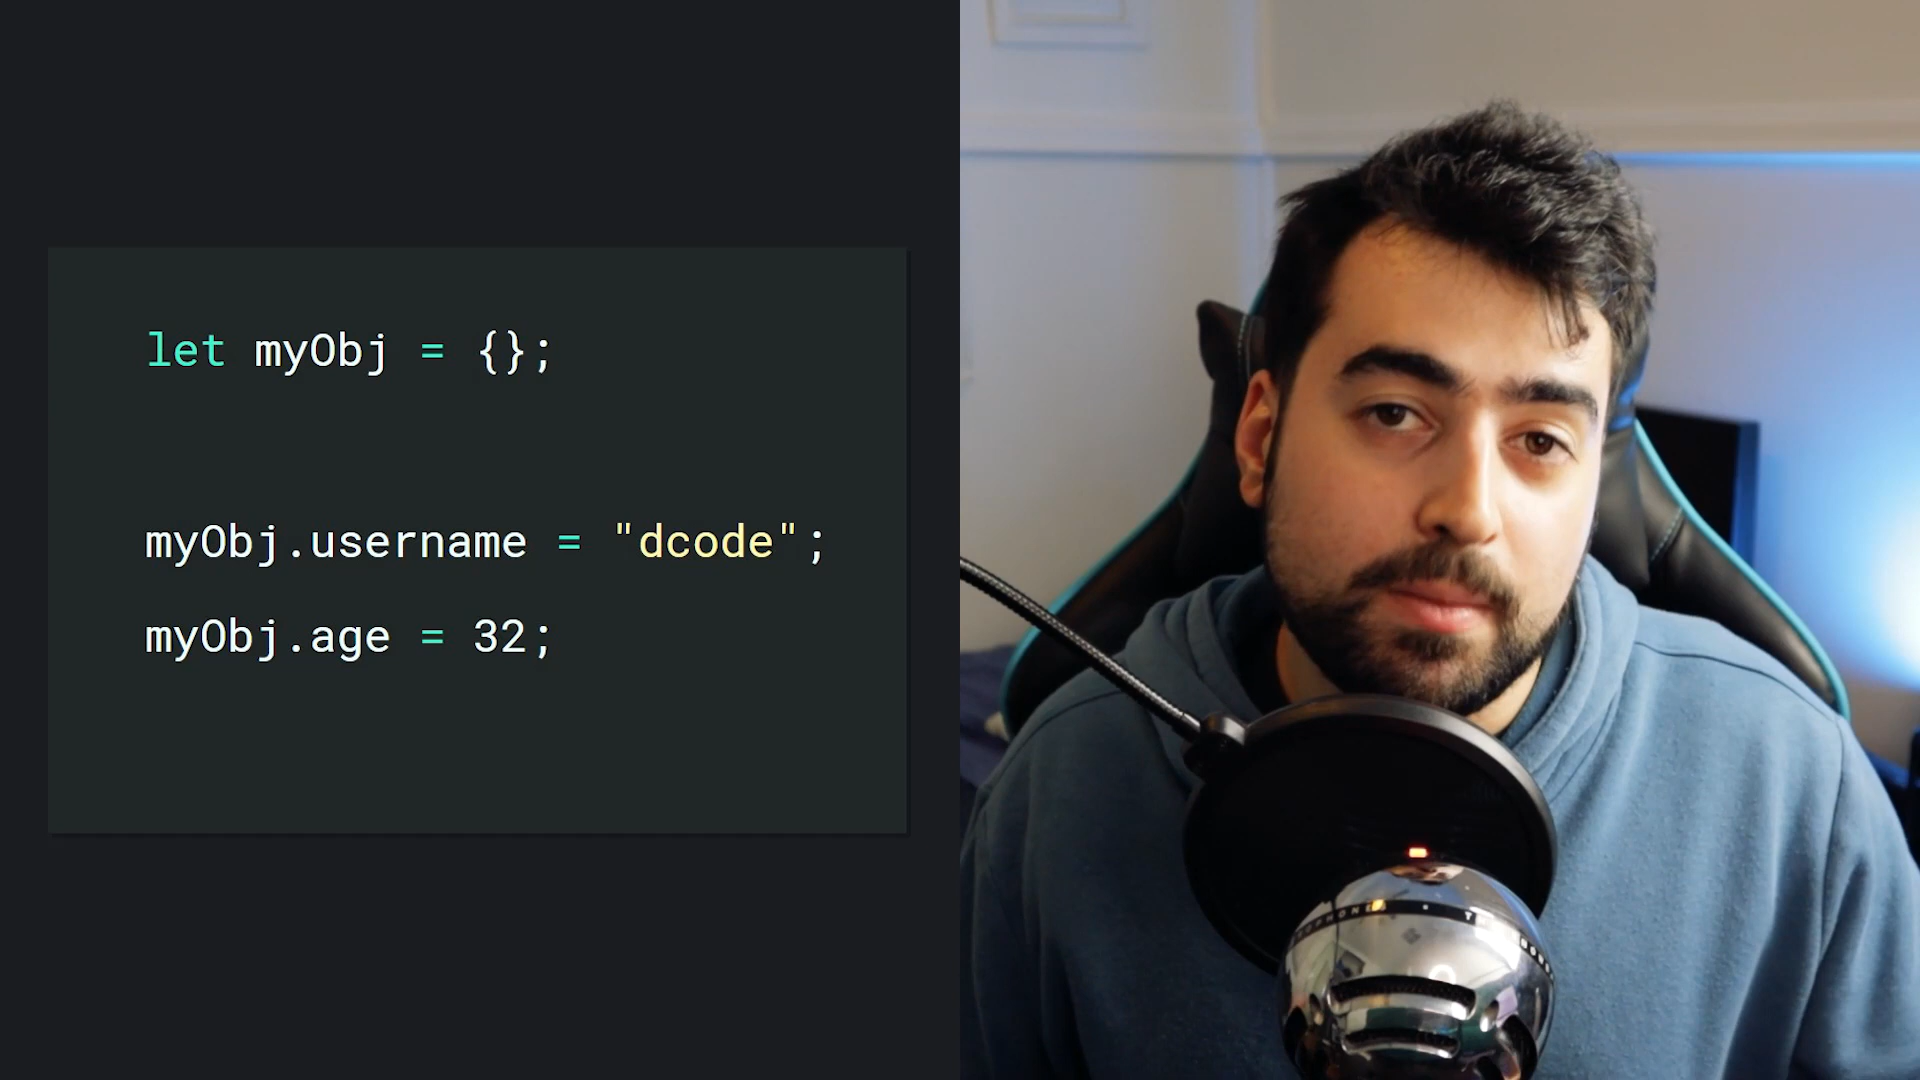 let myObj = {};
myObj.username = "dcode";
myObj.age = 32;